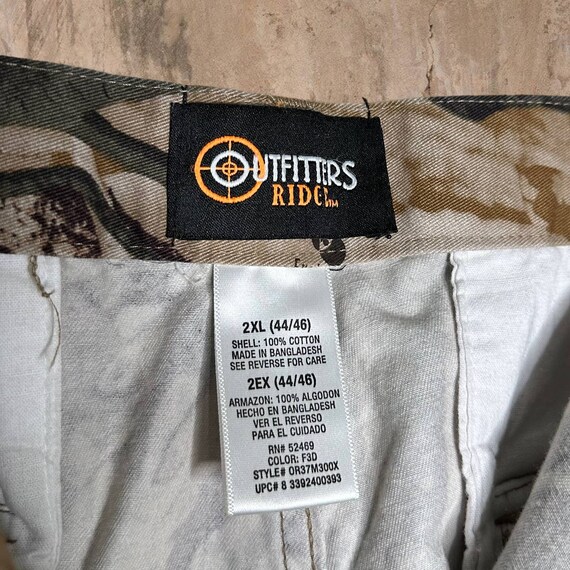 OUTFITTERS
RIDGE™
2XL (44/46)
SHELL: 100% COTTON
MADE IN BANGLADESH
SEE REVERSE FOR CARE
2EX (44/46)
ARMAZON: 100% ALGODON
HECHO EN BANGLADESH
VER EL REVERSO
PARA EL CUIDADO
RN# 52469
COLOR: F3D
STYLE# OR37M300X
UPC# 8 3392400393